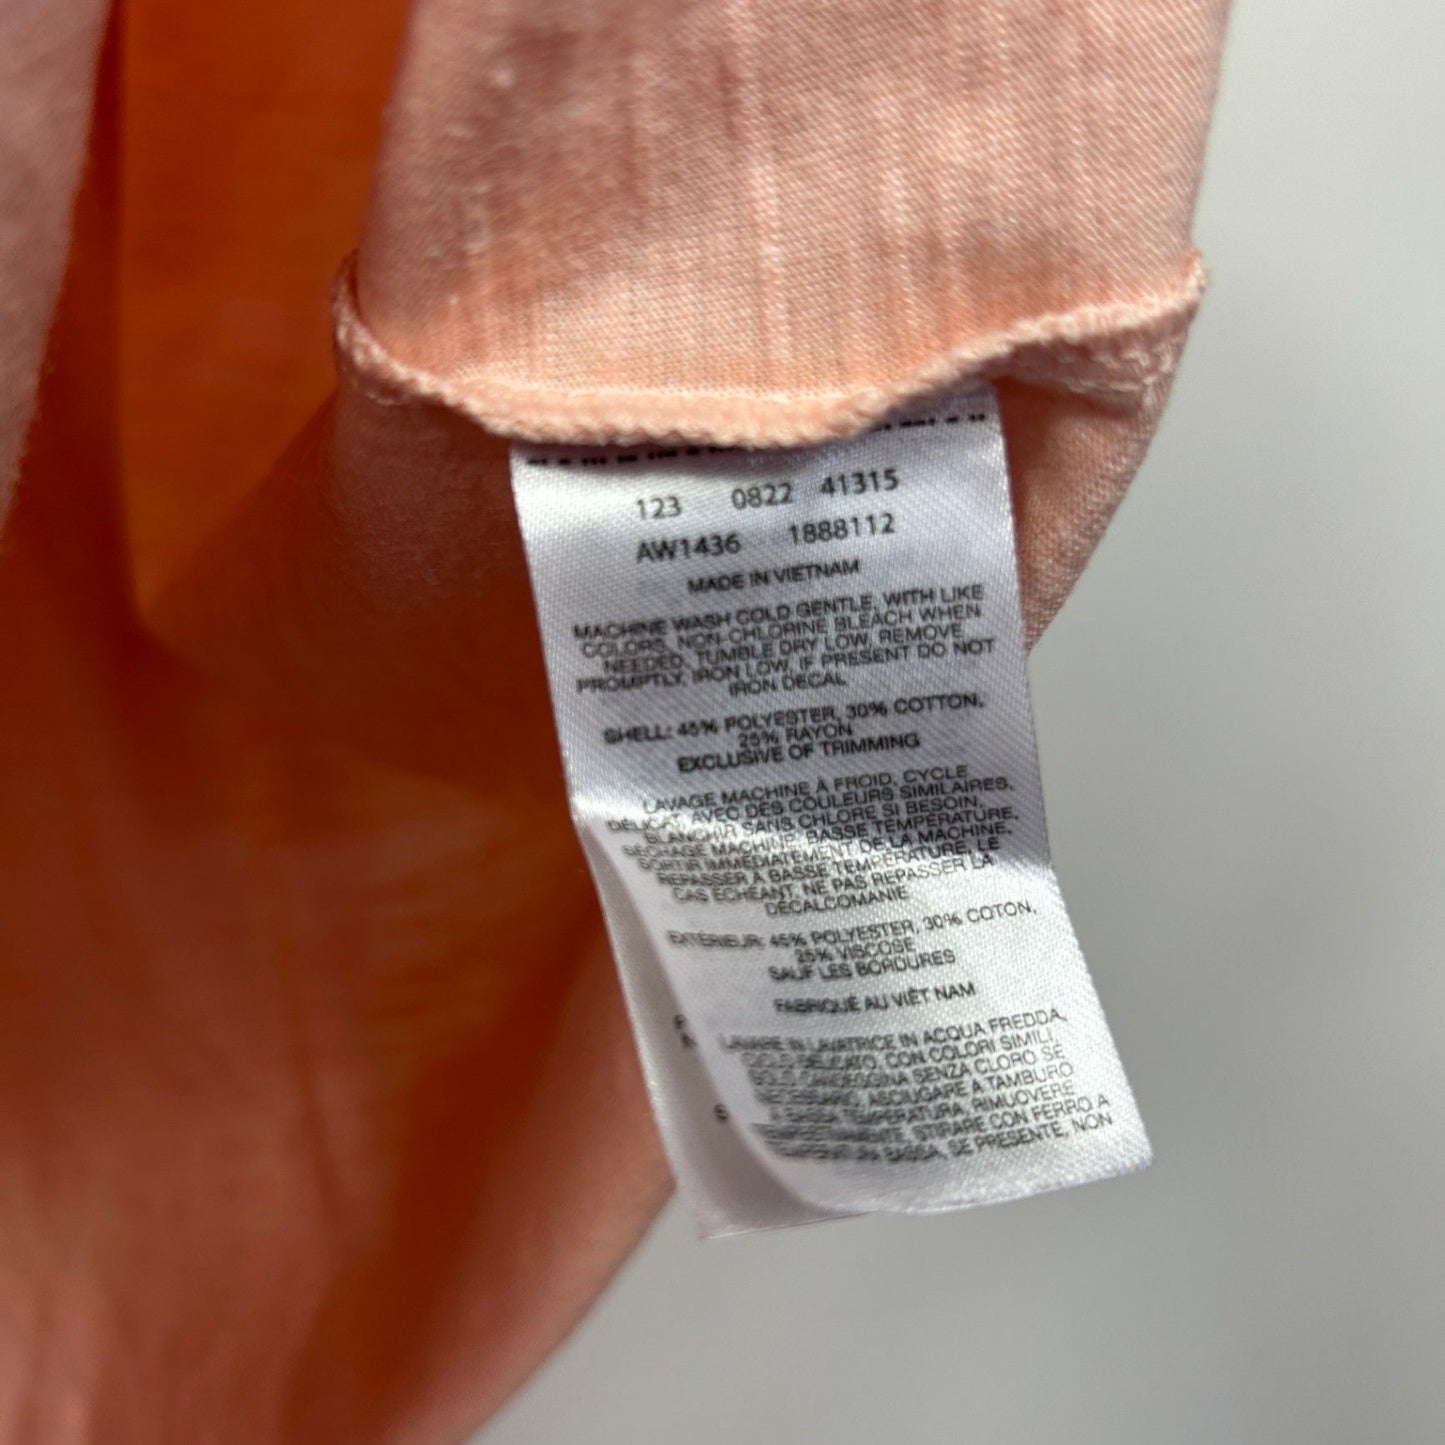 123 0822 41315
AW1436 1888112
MADE IN VIETNAM
MACHINE WASH COLD GENTLE, WITH LIKE
COLORS, NON-CHLORINE BLEACH WHEN
NEEDED, TUMBLE DRY LOW, REMOVE
PROMPTLY, IRON LOW, IF PRESENT DO NOT
IRON DECAL
SHELL: 45% POLYESTER, 30% COTTON,
25% RAYON
EXCLUSIVE OF TRIMMING
LAVAGE MACHINE À FROID, CYCLE
DÉLICAT, AVEC DES COULEURS SIMILAIRES,
BLANCHIR SANS CHLORE SI BESOIN,
SÉCHAGE MACHINE BASSE TEMPÉRATURE,
SORTIR IMMÉDIATEMENT DE LA MACHINE,
REPASSER À BASSE TEMPÉRATURE, LE
CAS ÉCHÉANT, NE PAS REPASSER LA
DÉCALCOMANIE
EXTÉRIEUR: 45% POLYESTER, 30% COTON,
25% VISCOSE
SAUF LES BORDURES
FABRIQUÉ AU VIÊT NAM
LAVARE IN LAVATRICE IN ACQUA FREDDA,
CICLO DELICATO, CON COLORI SIMILI,
SOLO CANDEGGINA SENZA CLORO SE
NECESSARIO, ASCIUGARE A TAMBURO
A BASSA TEMPERATURA, RIMUOVERE
STIRARE CON FERRO A
BASSA, SE PRESENTE, NON